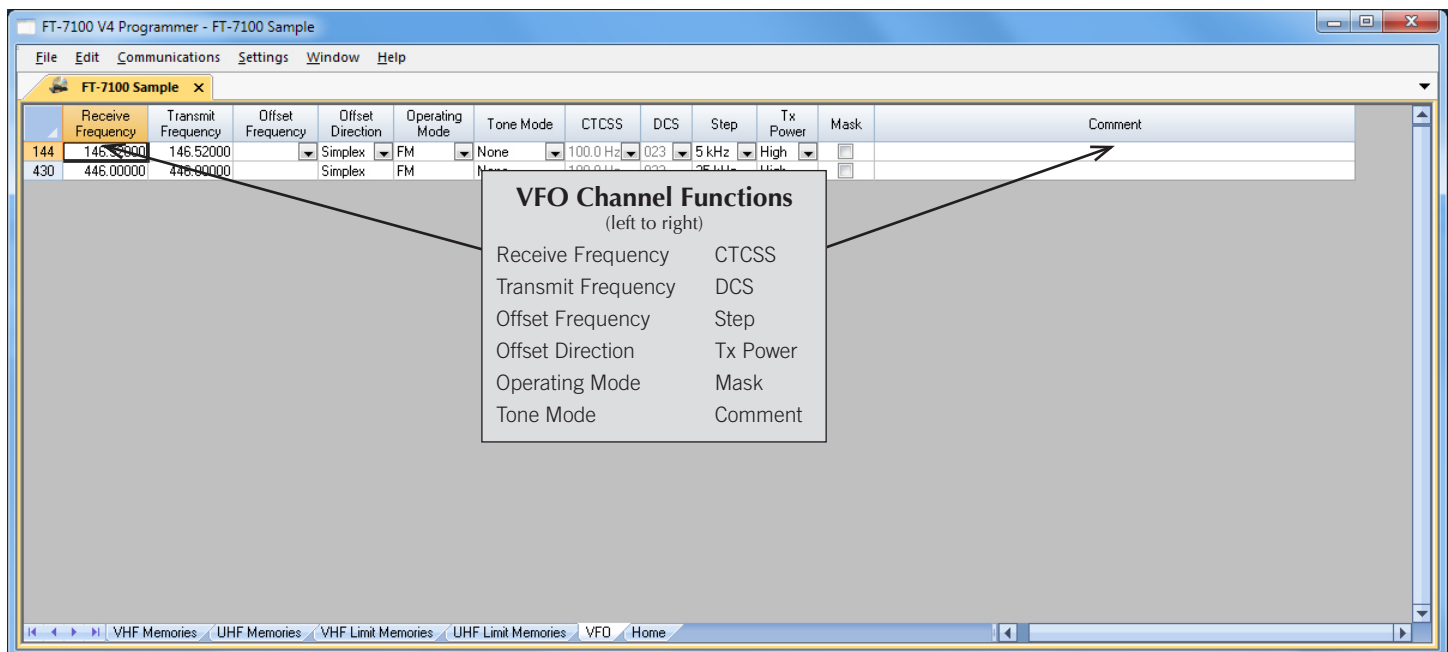 FT-7100 V4 Programmer - FT-7100 Sample
File Edit Communications Settings Window Help
FT-7100 Sample X
Receive Frequency Transmit Frequency Offset Frequency Offset Direction Operating Mode Tone Mode CTCSS DCS Step Tx Power Mask Comment
144 146.52000 146.52000 Simplex FM None 100.0 Hz 023 5 kHz High
430 446.00000 446.00000 Simplex FM
VFO Channel Functions
(left to right)
Receive Frequency CTCSS
Transmit Frequency DCS
Offset Frequency Step
Offset Direction Tx Power
Operating Mode Mask
Tone Mode Comment
VHF Memories UHF Memories VHF Limit Memories UHF Limit Memories VFO Home